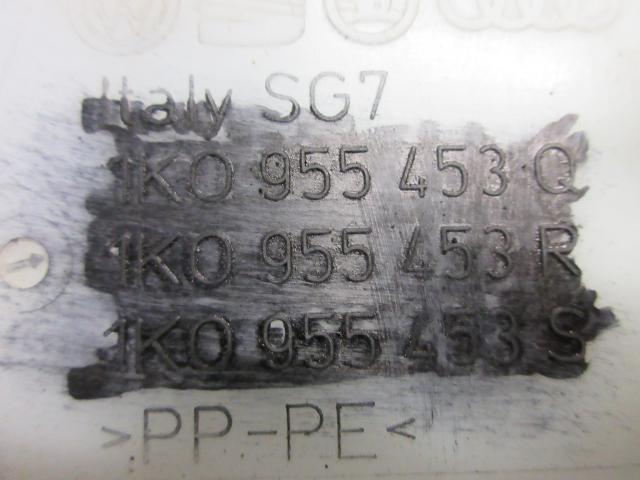 Italy SG7
1K0 955 453 Q
1K0 955 453 R
1K0 955 453 S
>PP-PE<